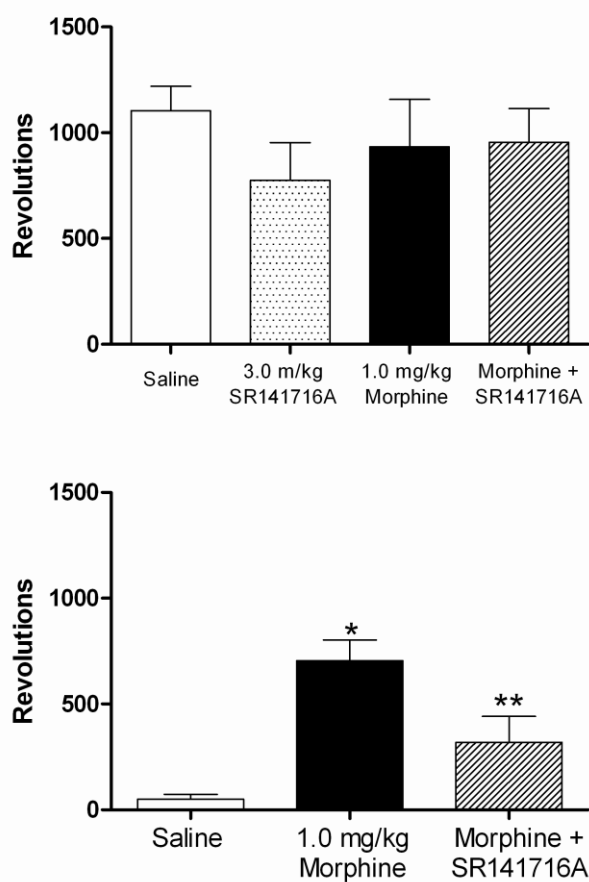 1500
1000
500
0
Revolutions
Saline
3.0 m/kg
SR141716A
1.0 mg/kg
Morphine
Morphine +
SR141716A
1500
1000
500
0
Revolutions
*
**
Saline
1.0 mg/kg
Morphine
Morphine +
SR141716A